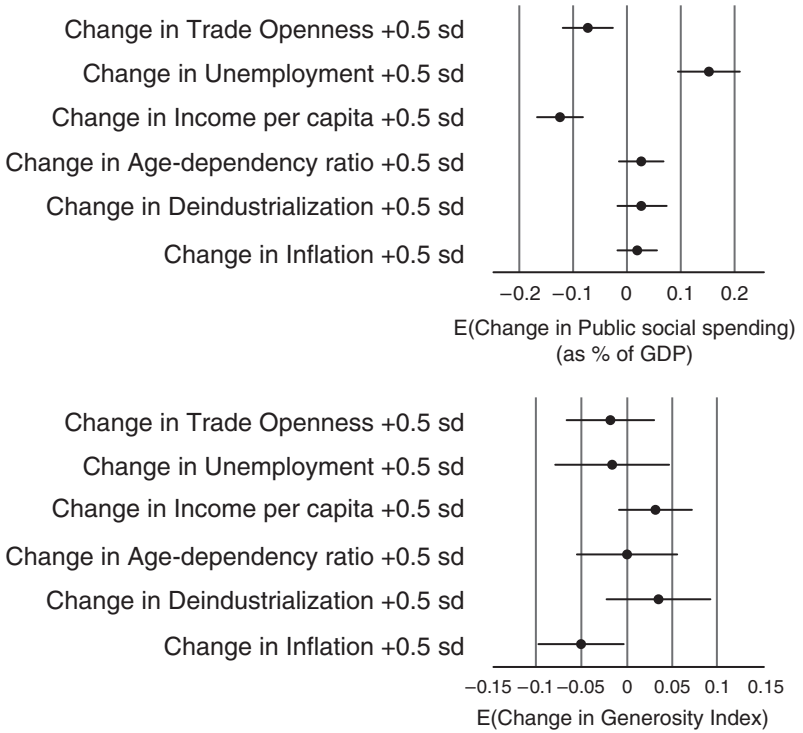 Change in Trade Openness +0.5 sd
Change in Unemployment +0.5 sd
Change in Income per capita +0.5 sd
Change in Age-dependency ratio +0.5 sd
Change in Deindustrialization +0.5 sd
Change in Inflation +0.5 sd
−0.2 −0.1 0 0.1 0.2
E(Change in Public social spending)
(as % of GDP)
Change in Trade Openness +0.5 sd
Change in Unemployment +0.5 sd
Change in Income per capita +0.5 sd
Change in Age-dependency ratio +0.5 sd
Change in Deindustrialization +0.5 sd
Change in Inflation +0.5 sd
−0.15 −0.1 −0.05 0 0.05 0.1 0.15
E(Change in Generosity Index)